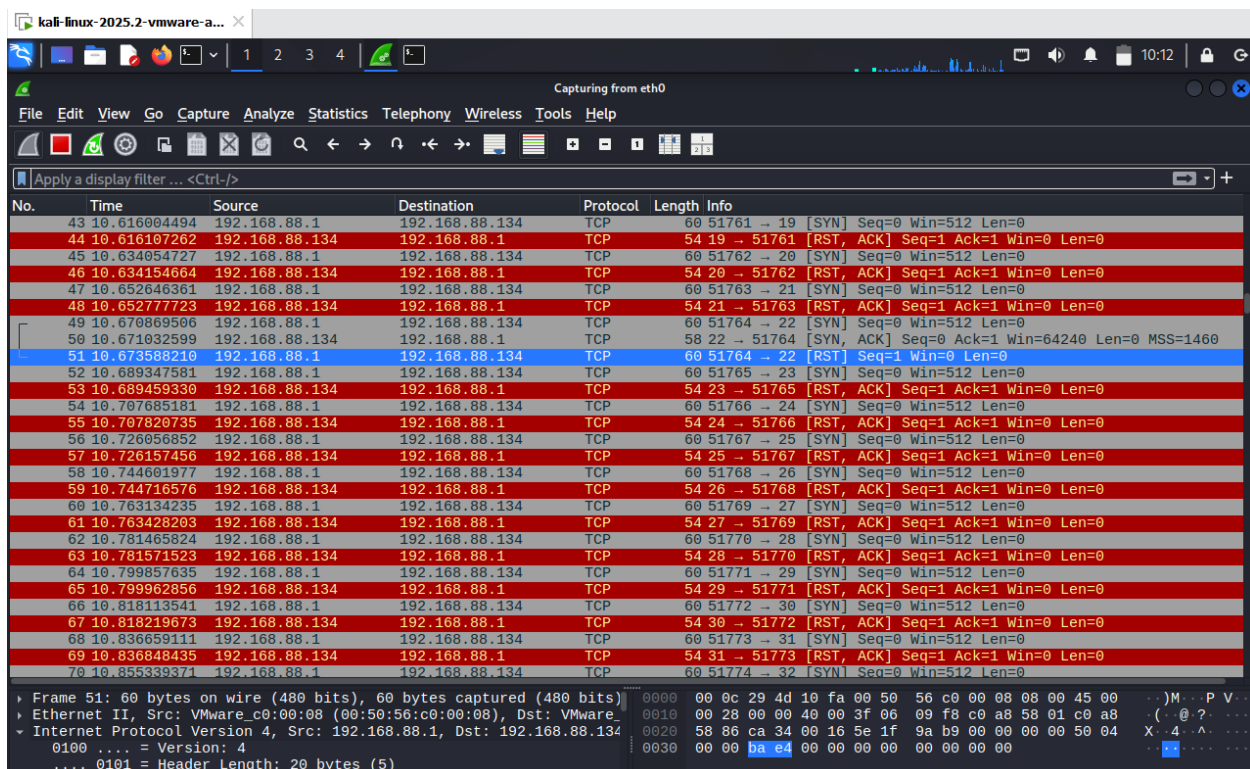 kali-linux-2025.2-vmware-a...
1 2 3 4 10:12
Capturing from eth0
File Edit View Go Capture Analyze Statistics Telephony Wireless Tools Help
Apply a display filter ... <Ctrl-/>
No. Time Source Destination Protocol Length Info
43 10.616004494 192.168.88.1 192.168.88.134 TCP 60 51761 → 19 [SYN] Seq=0 Win=512 Len=0
44 10.616107262 192.168.88.134 192.168.88.1 TCP 54 19 → 51761 [RST, ACK] Seq=1 Ack=1 Win=0 Len=0
45 10.634054727 192.168.88.1 192.168.88.134 TCP 60 51762 → 20 [SYN] Seq=0 Win=512 Len=0
46 10.634154664 192.168.88.134 192.168.88.1 TCP 54 20 → 51762 [RST, ACK] Seq=1 Ack=1 Win=0 Len=0
47 10.652646361 192.168.88.1 192.168.88.134 TCP 60 51763 → 21 [SYN] Seq=0 Win=512 Len=0
48 10.652777723 192.168.88.134 192.168.88.1 TCP 54 21 → 51763 [RST, ACK] Seq=1 Ack=1 Win=0 Len=0
49 10.670869506 192.168.88.1 192.168.88.134 TCP 60 51764 → 22 [SYN] Seq=0 Win=512 Len=0
50 10.671032599 192.168.88.134 192.168.88.1 TCP 58 22 → 51764 [SYN, ACK] Seq=0 Ack=1 Win=64240 Len=0 MSS=1460
51 10.673588210 192.168.88.1 192.168.88.134 TCP 60 51764 → 22 [RST] Seq=1 Win=0 Len=0
52 10.689347581 192.168.88.1 192.168.88.134 TCP 60 51765 → 23 [SYN] Seq=0 Win=512 Len=0
53 10.689459330 192.168.88.134 192.168.88.1 TCP 54 23 → 51765 [RST, ACK] Seq=1 Ack=1 Win=0 Len=0
54 10.707685181 192.168.88.1 192.168.88.134 TCP 60 51766 → 24 [SYN] Seq=0 Win=512 Len=0
55 10.707820735 192.168.88.134 192.168.88.1 TCP 54 24 → 51766 [RST, ACK] Seq=1 Ack=1 Win=0 Len=0
56 10.726056852 192.168.88.1 192.168.88.134 TCP 60 51767 → 25 [SYN] Seq=0 Win=512 Len=0
57 10.726157456 192.168.88.134 192.168.88.1 TCP 54 25 → 51767 [RST, ACK] Seq=1 Ack=1 Win=0 Len=0
58 10.744601977 192.168.88.1 192.168.88.134 TCP 60 51768 → 26 [SYN] Seq=0 Win=512 Len=0
59 10.744716576 192.168.88.134 192.168.88.1 TCP 54 26 → 51768 [RST, ACK] Seq=1 Ack=1 Win=0 Len=0
60 10.763134235 192.168.88.1 192.168.88.134 TCP 60 51769 → 27 [SYN] Seq=0 Win=512 Len=0
61 10.763428203 192.168.88.134 192.168.88.1 TCP 54 27 → 51769 [RST, ACK] Seq=1 Ack=1 Win=0 Len=0
62 10.781465824 192.168.88.1 192.168.88.134 TCP 60 51770 → 28 [SYN] Seq=0 Win=512 Len=0
63 10.781571523 192.168.88.134 192.168.88.1 TCP 54 28 → 51770 [RST, ACK] Seq=1 Ack=1 Win=0 Len=0
64 10.799857635 192.168.88.1 192.168.88.134 TCP 60 51771 → 29 [SYN] Seq=0 Win=512 Len=0
65 10.799962856 192.168.88.134 192.168.88.1 TCP 54 29 → 51771 [RST, ACK] Seq=1 Ack=1 Win=0 Len=0
66 10.818113541 192.168.88.1 192.168.88.134 TCP 60 51772 → 30 [SYN] Seq=0 Win=512 Len=0
67 10.818219673 192.168.88.134 192.168.88.1 TCP 54 30 → 51772 [RST, ACK] Seq=1 Ack=1 Win=0 Len=0
68 10.836659111 192.168.88.1 192.168.88.134 TCP 60 51773 → 31 [SYN] Seq=0 Win=512 Len=0
69 10.836848435 192.168.88.134 192.168.88.1 TCP 54 31 → 51773 [RST, ACK] Seq=1 Ack=1 Win=0 Len=0
70 10.855339371 192.168.88.1 192.168.88.134 TCP 60 51774 → 32 [SYN] Seq=0 Win=512 Len=0
Frame 51: 60 bytes on wire (480 bits), 60 bytes captured (480 bits)
Ethernet II, Src: VMware_c0:00:08 (00:50:56:c0:00:08), Dst: VMware_
Internet Protocol Version 4, Src: 192.168.88.1, Dst: 192.168.88.134
0100 .... = Version: 4
.... 0101 = Header Length: 20 bytes (5)
0000 00 0c 29 4d 10 fa 00 50 56 c0 00 08 08 00 45 00 ··)M···P V·····E·
0010 00 28 00 00 40 00 3f 06 09 f8 c0 a8 58 01 c0 a8 ·(··@·?·
0020 58 86 ca 34 00 16 5e 1f 9a b9 00 00 00 00 50 04 X··4··^·
0030 00 00 ba e4 00 00 00 00 00 00 00 00